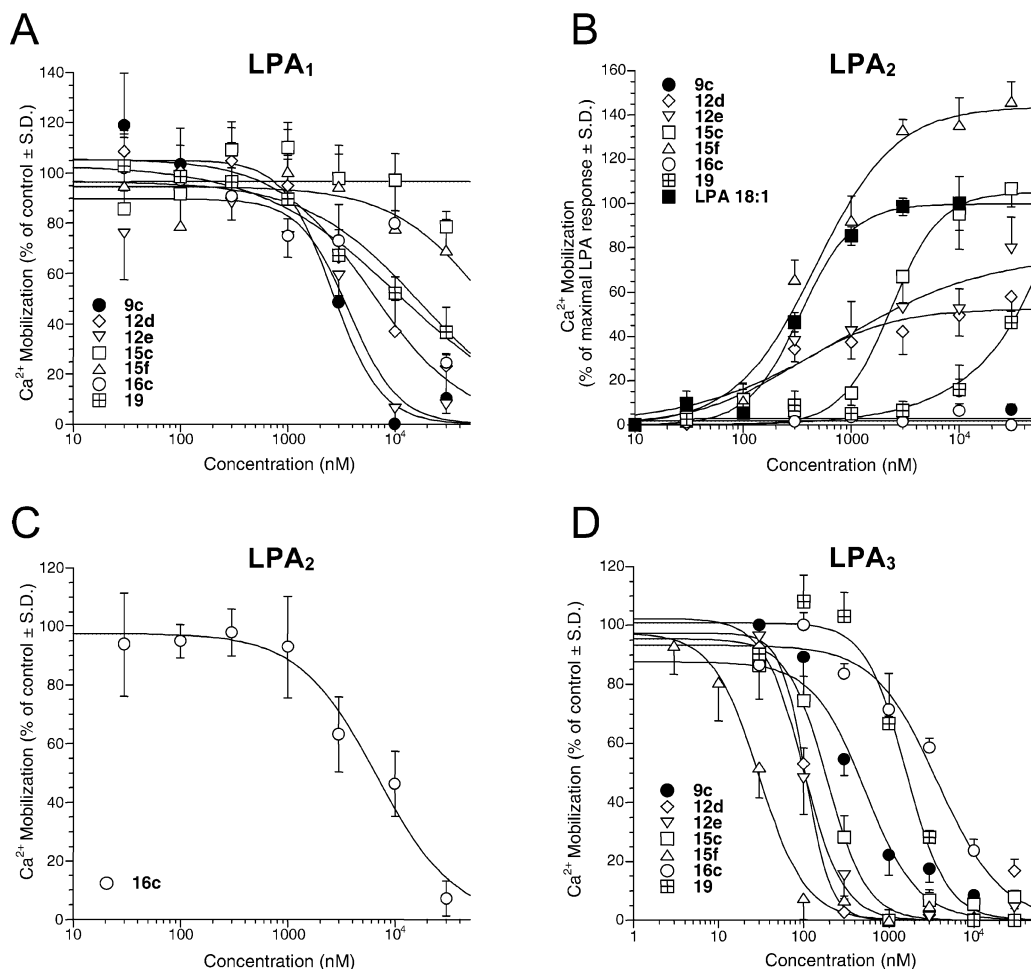 A
LPA₁
Ca²⁺ Mobilization (% of control ± S.D.)
140
120
100
80
60
40
20
0
9c
12d
12e
15c
15f
16c
19
10
100
1000
10⁴
Concentration (nM)
B
LPA₂
Ca²⁺ Mobilization
(% of maximal LPA response ± S.D.)
160
140
120
100
80
60
40
20
0
9c
12d
12e
15c
15f
16c
19
LPA 18:1
10
100
1000
10⁴
Concentration (nM)
C
LPA₂
Ca²⁺ Mobilization (% of control ± S.D.)
120
100
80
60
40
20
0
16c
10
100
1000
10⁴
Concentration (nM)
D
LPA₃
Ca²⁺ Mobilization (% of control ± S.D.)
120
100
80
60
40
20
0
9c
12d
12e
15c
15f
16c
19
1
10
100
1000
10⁴
Concentration (nM)